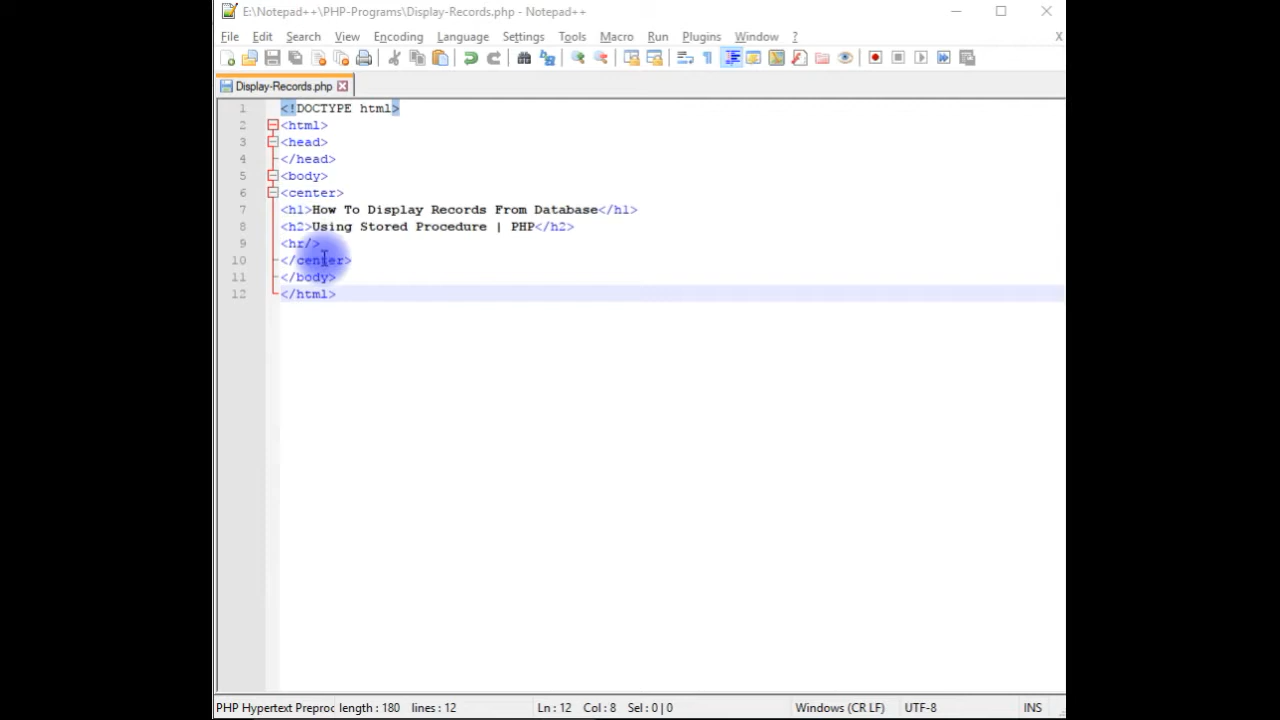 E:\Notepad++\PHP-Programs\Display-Records.php - Notepad++
File Edit Search View Encoding Language Settings Tools Macro Run Plugins Window ? X
Display-Records.php
1 <!DOCTYPE html>
2 <html>
3 <head>
4 </head>
5 <body>
6 <center>
7 <h1>How To Display Records From Database</h1>
8 <h2>Using Stored Procedure | PHP</h2>
9 <hr/>
10 </center>
11 </body>
12 </html>
PHP Hypertext Preproc length : 180 lines : 12 Ln : 12 Col : 8 Sel : 0 | 0 Windows (CR LF) UTF-8 INS